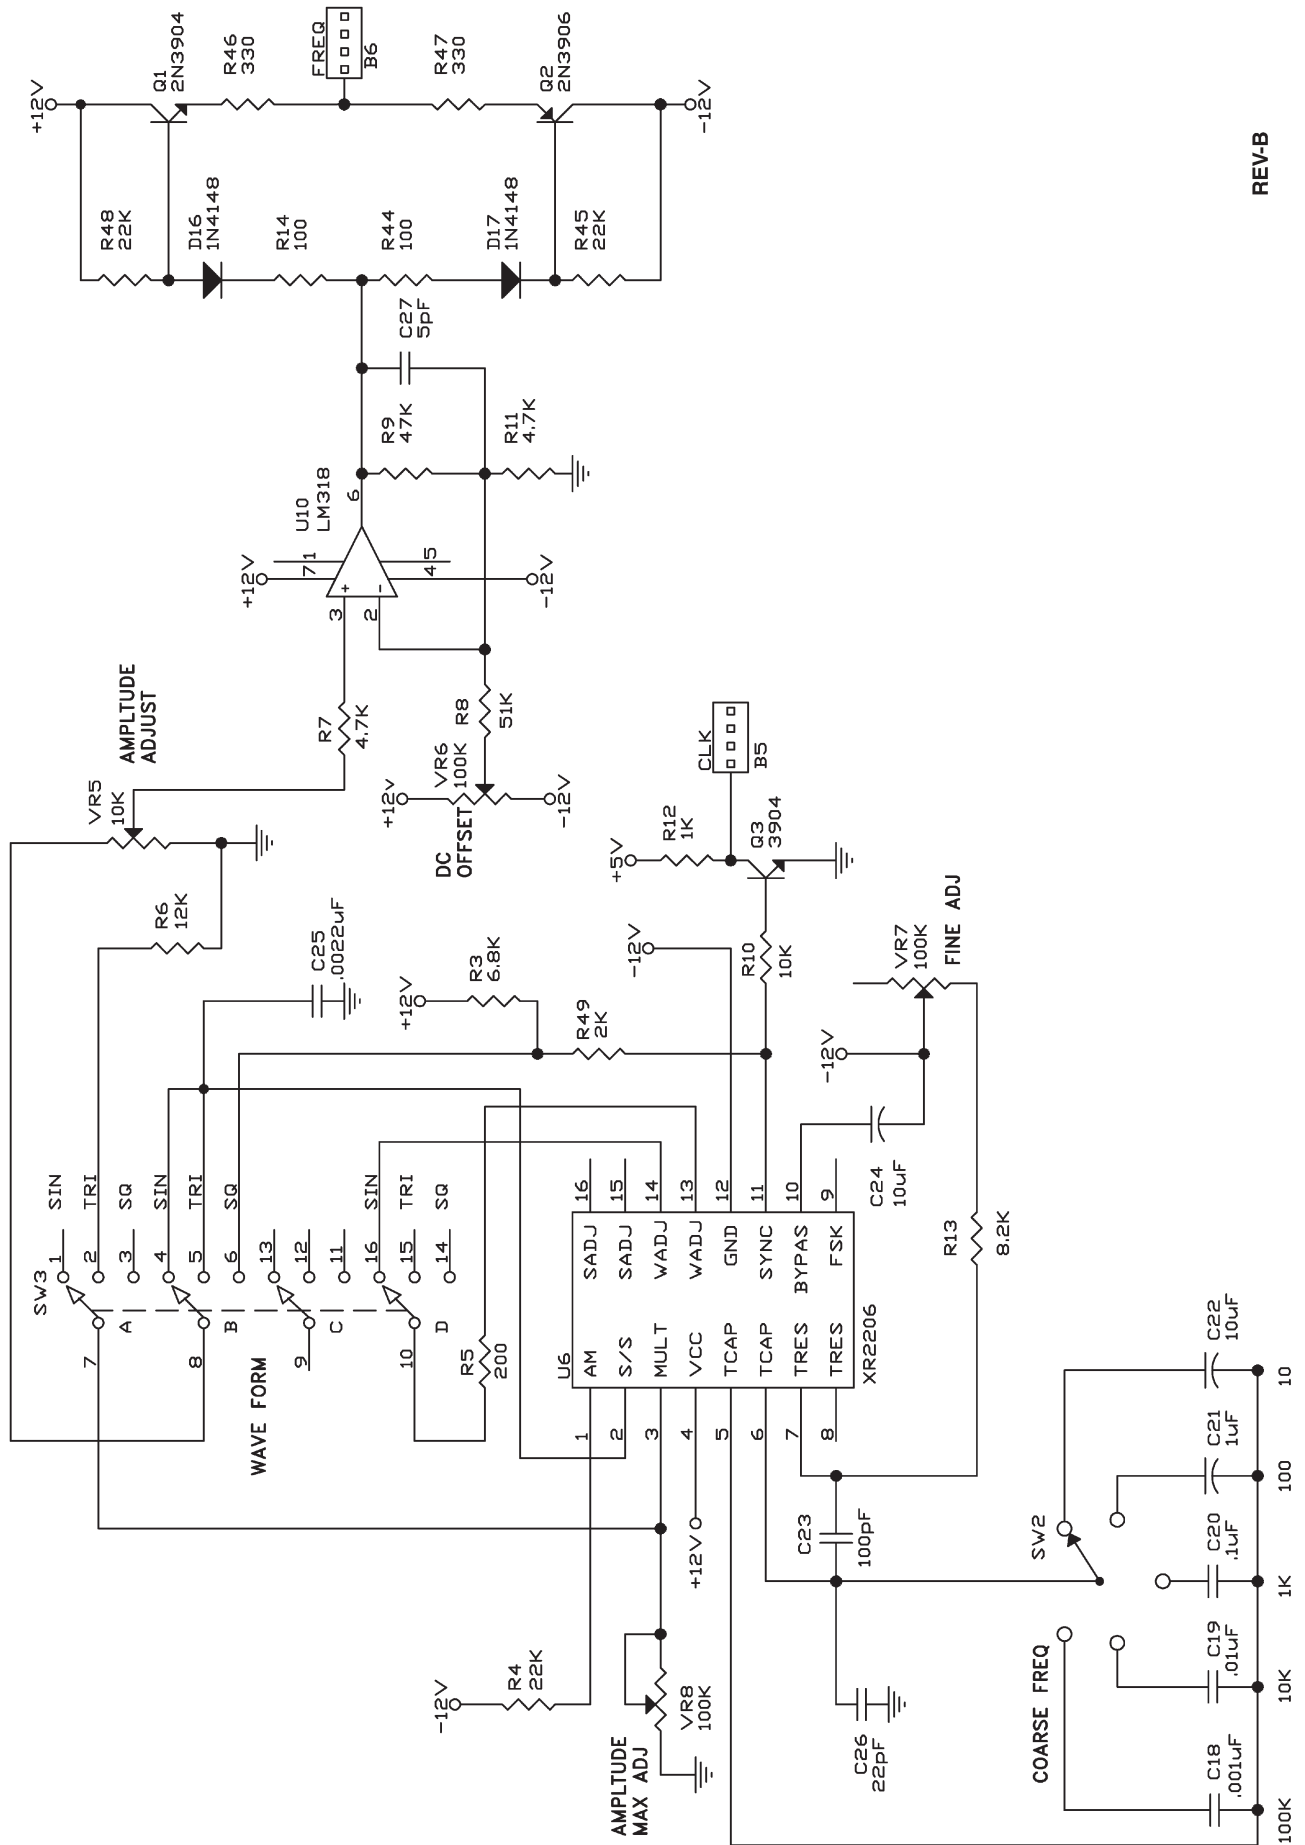 +12V
Q1
2N3904
R46
330
FREQ
B6
R47
330
Q2
2N3906
-12V
R48
22K
D16
1N4148
R14
100
R44
100
D17
1N4148
R45
22K
C27
5pF
R9
47K
R11
4.7K
U10
LM318
6
+12V
7
1
+
-
4
5
-12V
3
2
AMPLTUDE
ADJUST
VR5
10K
R7
4.7K
R8
51K
+12v
VR6
100K
DC
OFFSET
-12V
CLK
B5
+5V
R12
1K
Q3
3904
R6
12K
C25
.0022uF
+12V
R3
6.8K
R49
2K
-12V
R10
10K
VR7
100K
FINE ADJ
-12V
C24
10uF
R13
8.2K
SW3
1
SIN
2
TRI
3
SQ
4
SIN
5
TRI
6
SQ
13
12
11
16
SIN
15
TRI
14
SQ
7
A
8
B
9
C
10
D
WAVE FORM
R5
200
U6
XR2206
1
AM
SADJ
16
2
S/S
SADJ
15
3
MULT
WADJ
14
4
VCC
WADJ
13
5
TCAP
GND
12
6
TCAP
SYNC
11
7
TRES
BYPAS
10
8
TRES
FSK
9
+12V
-12V
R4
22K
AMPLTUDE
MAX ADJ
VR8
100K
C23
100pF
C26
22pF
SW2
COARSE FREQ
C18
.001uF
C19
.01uF
C20
.1uF
C21
1uF
C22
10uF
100K
10K
1K
100
10
REV-B